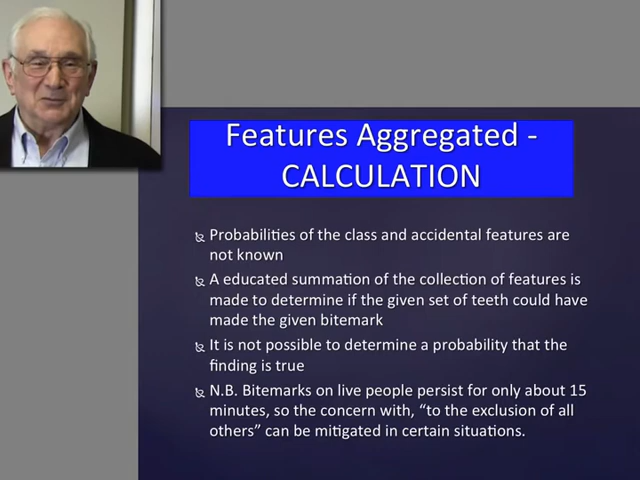 Features Aggregated -
CALCULATION
Probabilities of the class and accidental features are
not known
A educated summation of the collection of features is
made to determine if the given set of teeth could have
made the given bitemark
It is not possible to determine a probability that the
finding is true
N.B. Bitemarks on live people persist for only about 15
minutes, so the concern with, “to the exclusion of all
others” can be mitigated in certain situations.